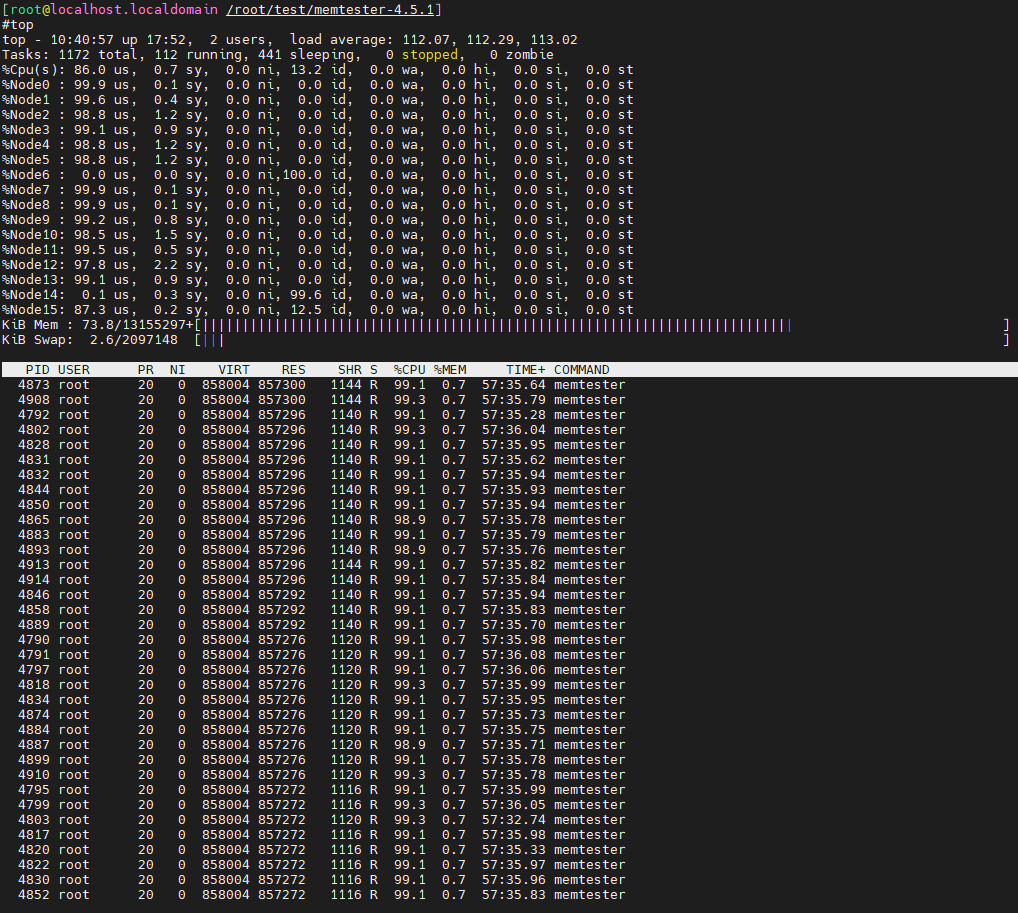 [root@localhost.localdomain /root/test/memtester-4.5.1]
#top
top - 10:40:57 up 17:52,  2 users,  load average: 112.07, 112.29, 113.02
Tasks: 1172 total, 112 running, 441 sleeping,   0 stopped,   0 zombie
%Cpu(s): 86.0 us,  0.7 sy,  0.0 ni, 13.2 id,  0.0 wa,  0.0 hi,  0.0 si,  0.0 st
%Node0 : 99.9 us,  0.1 sy,  0.0 ni,  0.0 id,  0.0 wa,  0.0 hi,  0.0 si,  0.0 st
%Node1 : 99.6 us,  0.4 sy,  0.0 ni,  0.0 id,  0.0 wa,  0.0 hi,  0.0 si,  0.0 st
%Node2 : 98.8 us,  1.2 sy,  0.0 ni,  0.0 id,  0.0 wa,  0.0 hi,  0.0 si,  0.0 st
%Node3 : 99.1 us,  0.9 sy,  0.0 ni,  0.0 id,  0.0 wa,  0.0 hi,  0.0 si,  0.0 st
%Node4 : 98.8 us,  1.2 sy,  0.0 ni,  0.0 id,  0.0 wa,  0.0 hi,  0.0 si,  0.0 st
%Node5 : 98.8 us,  1.2 sy,  0.0 ni,  0.0 id,  0.0 wa,  0.0 hi,  0.0 si,  0.0 st
%Node6 :  0.0 us,  0.0 sy,  0.0 ni,100.0 id,  0.0 wa,  0.0 hi,  0.0 si,  0.0 st
%Node7 : 99.9 us,  0.1 sy,  0.0 ni,  0.0 id,  0.0 wa,  0.0 hi,  0.0 si,  0.0 st
%Node8 : 99.9 us,  0.1 sy,  0.0 ni,  0.0 id,  0.0 wa,  0.0 hi,  0.0 si,  0.0 st
%Node9 : 99.2 us,  0.8 sy,  0.0 ni,  0.0 id,  0.0 wa,  0.0 hi,  0.0 si,  0.0 st
%Node10: 98.5 us,  1.5 sy,  0.0 ni,  0.0 id,  0.0 wa,  0.0 hi,  0.0 si,  0.0 st
%Node11: 99.5 us,  0.5 sy,  0.0 ni,  0.0 id,  0.0 wa,  0.0 hi,  0.0 si,  0.0 st
%Node12: 97.8 us,  2.2 sy,  0.0 ni,  0.0 id,  0.0 wa,  0.0 hi,  0.0 si,  0.0 st
%Node13: 99.1 us,  0.9 sy,  0.0 ni,  0.0 id,  0.0 wa,  0.0 hi,  0.0 si,  0.0 st
%Node14:  0.1 us,  0.3 sy,  0.0 ni, 99.6 id,  0.0 wa,  0.0 hi,  0.0 si,  0.0 st
%Node15: 87.3 us,  0.2 sy,  0.0 ni, 12.5 id,  0.0 wa,  0.0 hi,  0.0 si,  0.0 st
KiB Mem : 73.8/13155297+[||||||||||||||||||||||||||||||||||||||||||||||||||||||||||||||||||||||||||                          ]
KiB Swap:  2.6/2097148  [|||                                                                                                 ]
PID USER      PR  NI    VIRT    RES    SHR S  %CPU %MEM     TIME+ COMMAND
4873 root      20   0  858004 857300   1144 R  99.1  0.7  57:35.64 memtester
4908 root      20   0  858004 857300   1144 R  99.3  0.7  57:35.79 memtester
4792 root      20   0  858004 857296   1140 R  99.1  0.7  57:35.28 memtester
4802 root      20   0  858004 857296   1140 R  99.3  0.7  57:36.04 memtester
4828 root      20   0  858004 857296   1140 R  99.1  0.7  57:35.95 memtester
4831 root      20   0  858004 857296   1140 R  99.1  0.7  57:35.62 memtester
4832 root      20   0  858004 857296   1140 R  99.1  0.7  57:35.94 memtester
4844 root      20   0  858004 857296   1140 R  99.1  0.7  57:35.93 memtester
4850 root      20   0  858004 857296   1140 R  99.1  0.7  57:35.94 memtester
4865 root      20   0  858004 857296   1140 R  98.9  0.7  57:35.78 memtester
4883 root      20   0  858004 857296   1140 R  99.1  0.7  57:35.79 memtester
4893 root      20   0  858004 857296   1140 R  98.9  0.7  57:35.76 memtester
4913 root      20   0  858004 857296   1144 R  99.1  0.7  57:35.82 memtester
4914 root      20   0  858004 857296   1140 R  99.1  0.7  57:35.84 memtester
4846 root      20   0  858004 857292   1140 R  99.1  0.7  57:35.94 memtester
4858 root      20   0  858004 857292   1140 R  99.1  0.7  57:35.83 memtester
4889 root      20   0  858004 857292   1140 R  99.1  0.7  57:35.70 memtester
4790 root      20   0  858004 857276   1120 R  99.1  0.7  57:35.98 memtester
4791 root      20   0  858004 857276   1120 R  99.1  0.7  57:36.08 memtester
4797 root      20   0  858004 857276   1120 R  99.1  0.7  57:36.06 memtester
4818 root      20   0  858004 857276   1120 R  99.3  0.7  57:35.99 memtester
4834 root      20   0  858004 857276   1120 R  99.1  0.7  57:35.95 memtester
4874 root      20   0  858004 857276   1120 R  99.1  0.7  57:35.73 memtester
4884 root      20   0  858004 857276   1120 R  99.1  0.7  57:35.75 memtester
4887 root      20   0  858004 857276   1120 R  98.9  0.7  57:35.71 memtester
4899 root      20   0  858004 857276   1120 R  99.1  0.7  57:35.78 memtester
4910 root      20   0  858004 857276   1120 R  99.3  0.7  57:35.78 memtester
4795 root      20   0  858004 857272   1116 R  99.1  0.7  57:35.99 memtester
4799 root      20   0  858004 857272   1116 R  99.3  0.7  57:36.05 memtester
4803 root      20   0  858004 857272   1120 R  99.3  0.7  57:32.74 memtester
4817 root      20   0  858004 857272   1116 R  99.1  0.7  57:35.98 memtester
4820 root      20   0  858004 857272   1116 R  99.1  0.7  57:35.33 memtester
4822 root      20   0  858004 857272   1116 R  99.1  0.7  57:35.97 memtester
4830 root      20   0  858004 857272   1116 R  99.1  0.7  57:35.96 memtester
4852 root      20   0  858004 857272   1116 R  99.1  0.7  57:35.83 memtester